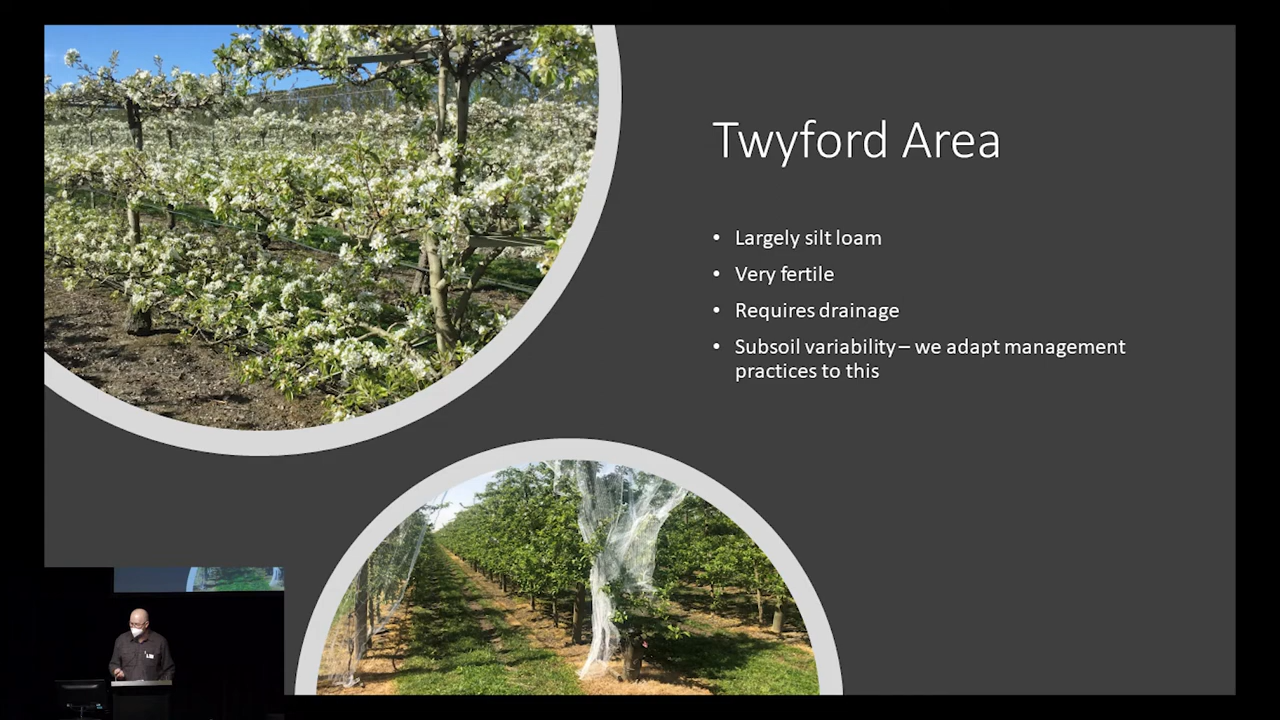 Twyford Area
• Largely silt loam
• Very fertile
• Requires drainage
• Subsoil variability – we adapt management
practices to this